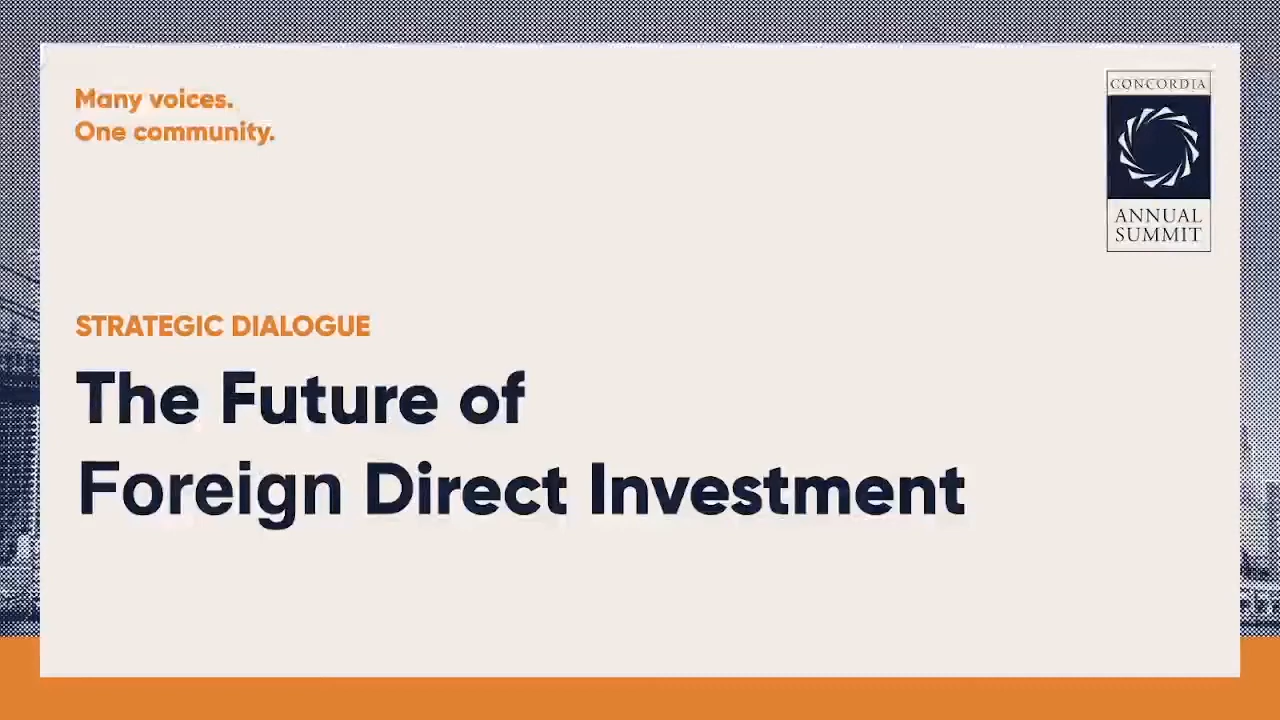 Many voices.
One community.
CONCORDIA
ANNUAL
SUMMIT
STRATEGIC DIALOGUE
The Future of
Foreign Direct Investment